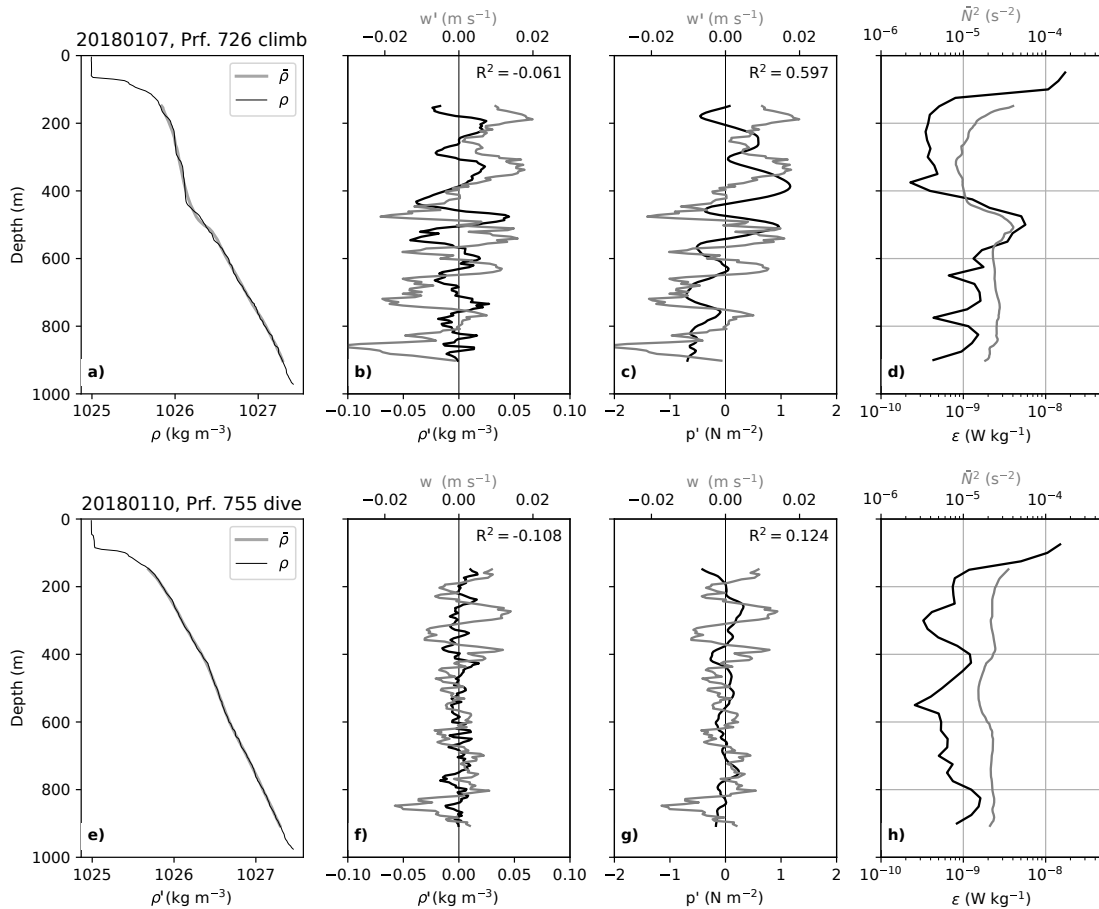 w' (m s⁻¹) w' (m s⁻¹) N̄² (s⁻²)
20180107, Prf. 726 climb −0.02 0.00 0.02 −0.02 0.00 0.02 10⁻⁶ 10⁻⁵ 10⁻⁴
0 ρ̄ R² = -0.061 R² = 0.597
ρ
200
400
Depth (m)
600
800
a) b) c) d)
1000
1025 1026 1027 −0.10 −0.05 0.00 0.05 0.10 −2 −1 0 1 2 10⁻¹⁰ 10⁻⁹ 10⁻⁸
ρ (kg m⁻³) ρ' (kg m⁻³) p' (N m⁻²) ε (W kg⁻¹)
w (m s⁻¹) w (m s⁻¹) N̄² (s⁻²)
20180110, Prf. 755 dive −0.02 0.00 0.02 −0.02 0.00 0.02 10⁻⁶ 10⁻⁵ 10⁻⁴
0 ρ̄ R² = -0.108 R² = 0.124
ρ
200
400
Depth (m)
600
800
e) f) g) h)
1000
1025 1026 1027 −0.10 −0.05 0.00 0.05 0.10 −2 −1 0 1 2 10⁻¹⁰ 10⁻⁹ 10⁻⁸
ρ' (kg m⁻³) ρ' (kg m⁻³) p' (N m⁻²) ε (W kg⁻¹)